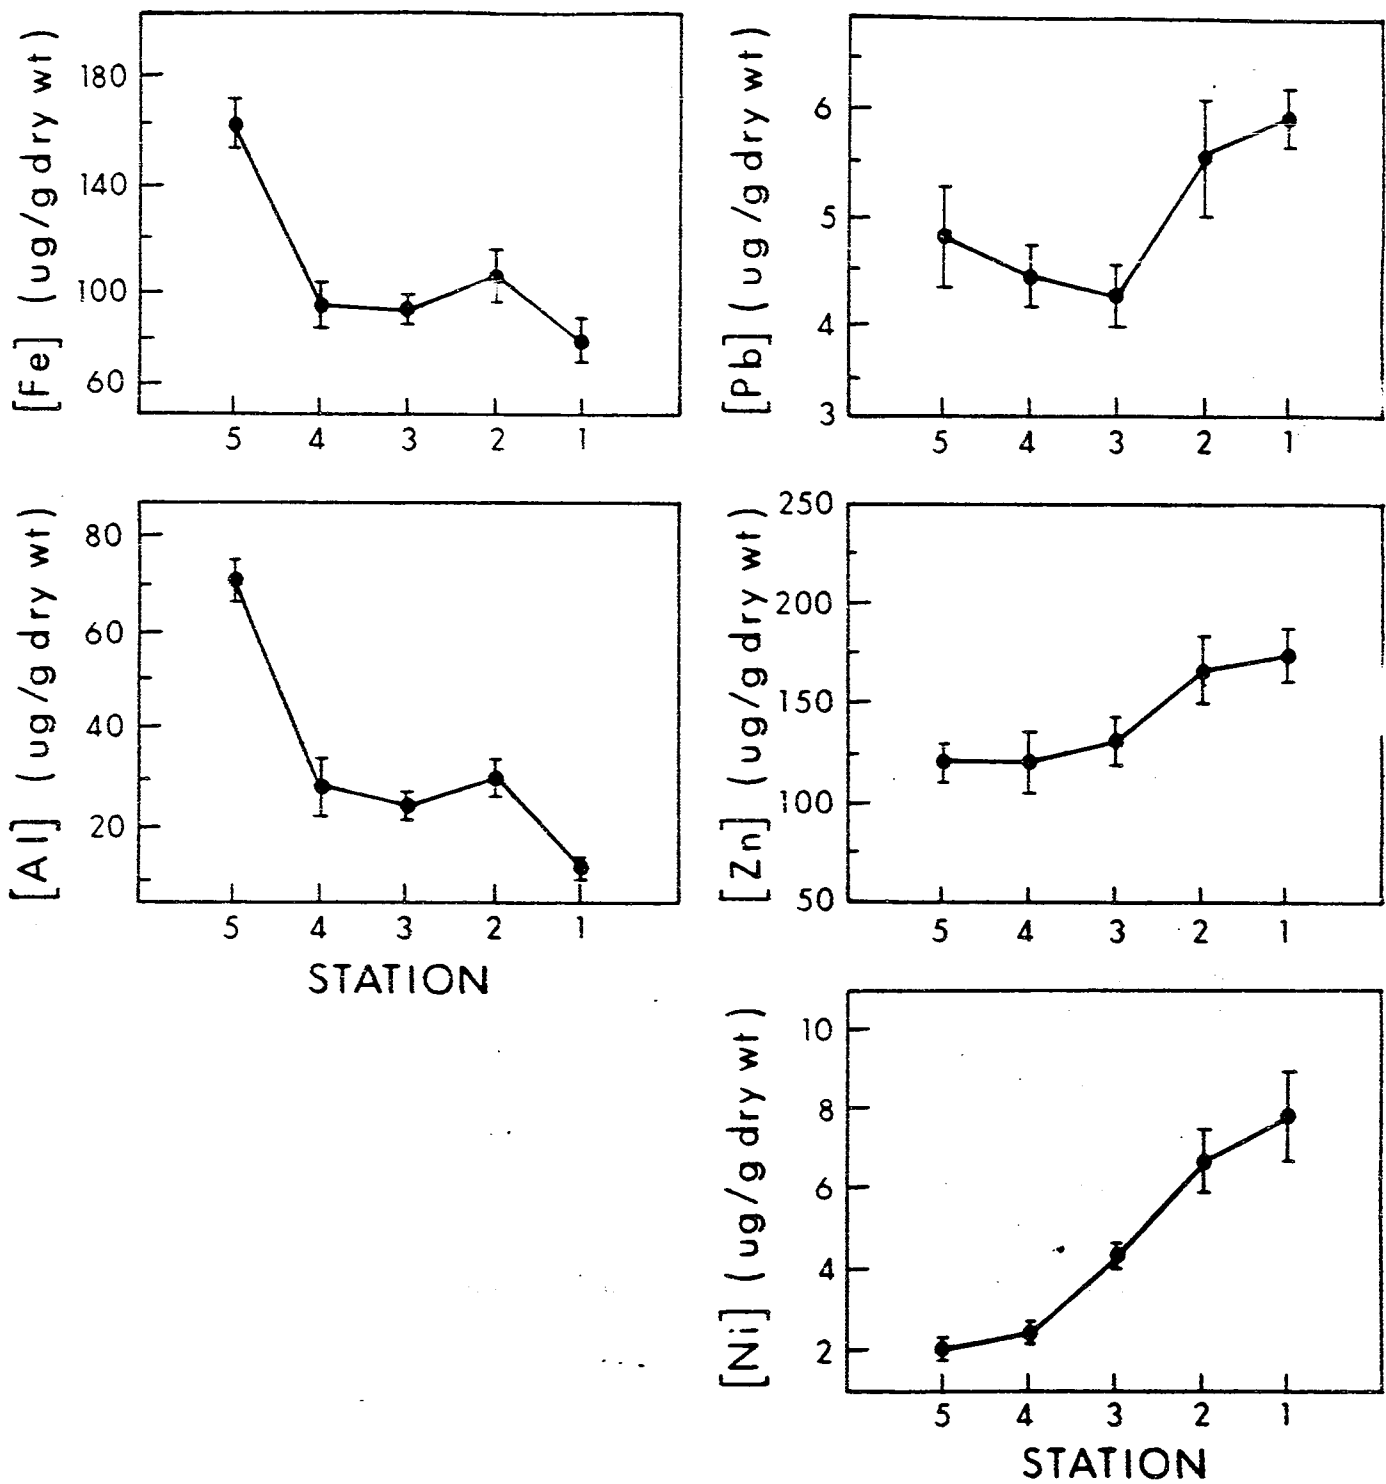 [Fe] (ug/g dry wt)
180
140
100
60
5 4 3 2 1
[Pb] (ug/g dry wt)
6
5
4
3
5 4 3 2 1
[Al] (ug/g dry wt)
80
60
40
20
5 4 3 2 1
STATION
[Zn] (ug/g dry wt)
250
200
150
100
50
5 4 3 2 1
[Ni] (ug/g dry wt)
10
8
6
4
2
5 4 3 2 1
STATION